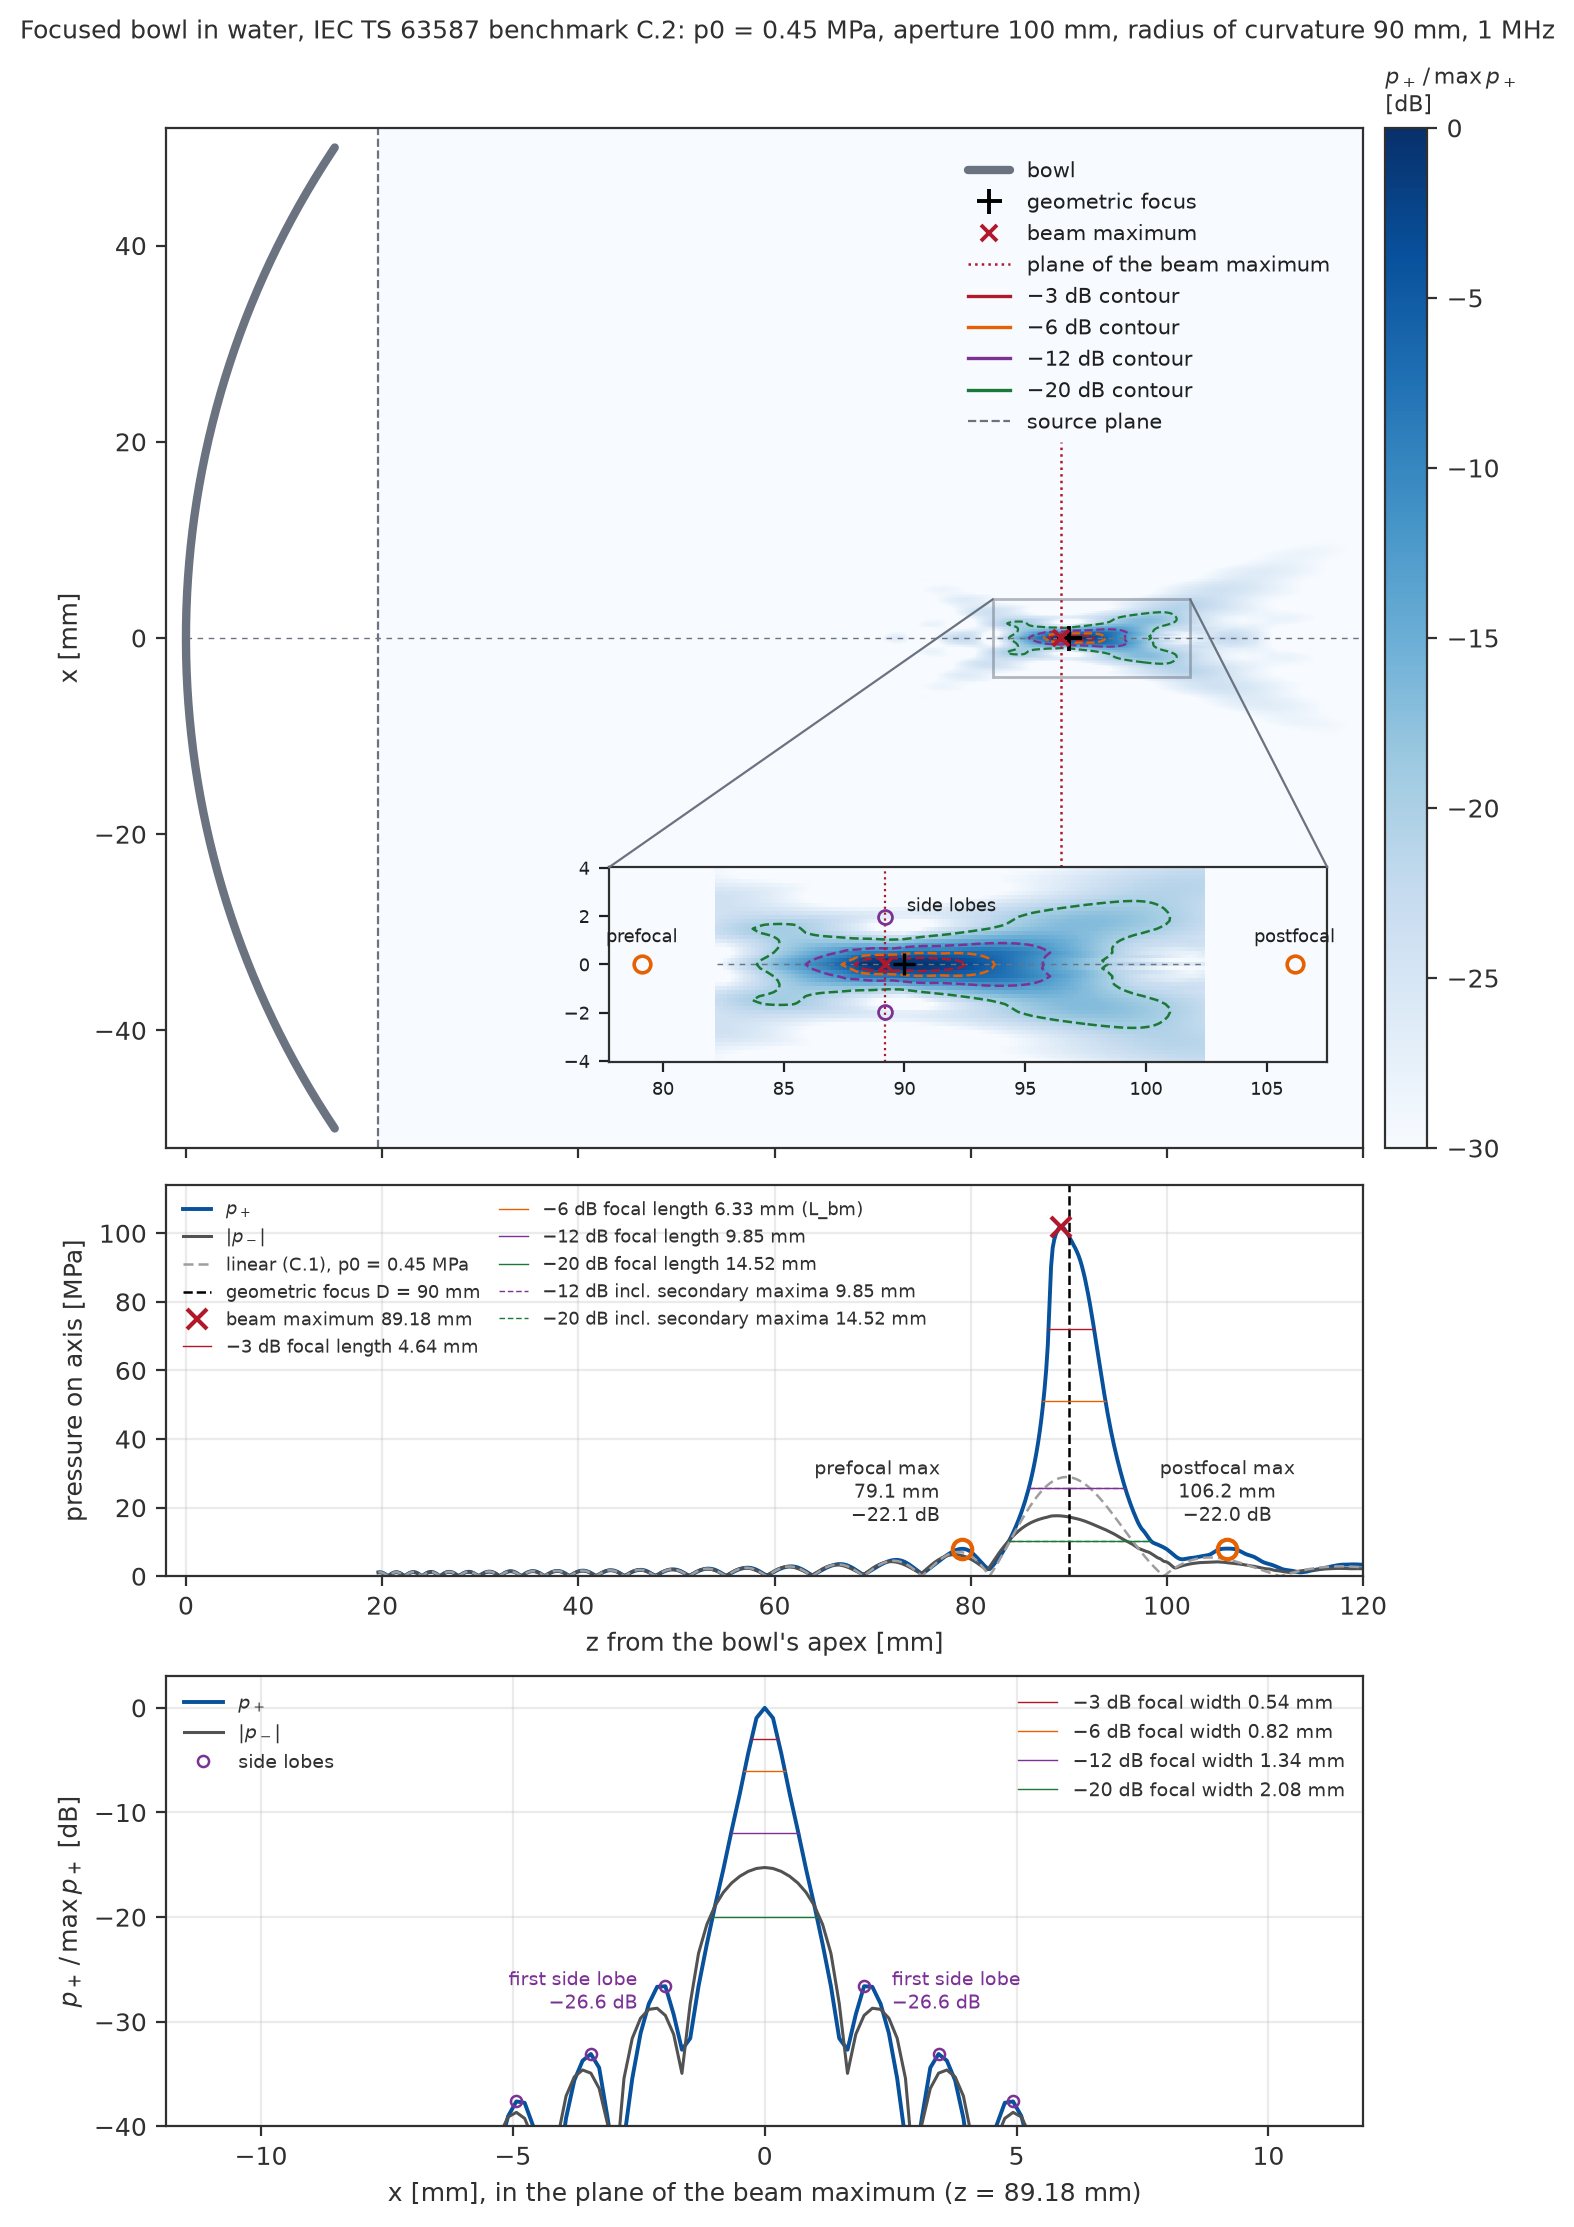 Focused bowl in water, IEC TS 63587 benchmark C.2: p0 = 0.45 MPa, aperture 100 mm, radius of curvature 90 mm, 1 MHz
p₊ / max p₊
[dB]
bowl
geometric focus
beam maximum
plane of the beam maximum
−3 dB contour
−6 dB contour
−12 dB contour
−20 dB contour
source plane
x [mm]
40
20
0
−20
−40
0
−5
−10
−15
−20
−25
−30
side lobes
prefocal
postfocal
4
2
0
−2
−4
80
85
90
95
100
105
p₊
|p₋|
linear (C.1), p0 = 0.45 MPa
geometric focus D = 90 mm
beam maximum 89.18 mm
−3 dB focal length 4.64 mm
−6 dB focal length 6.33 mm (L_bm)
−12 dB focal length 9.85 mm
−20 dB focal length 14.52 mm
−12 dB incl. secondary maxima 9.85 mm
−20 dB incl. secondary maxima 14.52 mm
pressure on axis [MPa]
100
80
60
40
20
0
prefocal max
79.1 mm
−22.1 dB
postfocal max
106.2 mm
−22.0 dB
0
20
40
60
80
100
120
z from the bowl's apex [mm]
p₊
|p₋|
side lobes
−3 dB focal width 0.54 mm
−6 dB focal width 0.82 mm
−12 dB focal width 1.34 mm
−20 dB focal width 2.08 mm
p₊ / max p₊ [dB]
0
−10
−20
−30
−40
first side lobe
−26.6 dB
first side lobe
−26.6 dB
−10
−5
0
5
10
x [mm], in the plane of the beam maximum (z = 89.18 mm)